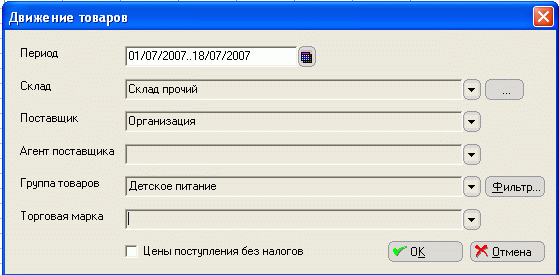 Движение товаров
Период 01/07/2007..18/07/2007
Склад Склад прочий ...
Поставщик Организация
Агент поставщика
Группа товаров Детское питание Фильтр...
Торговая марка
Цены поступления без налогов OK Отмена